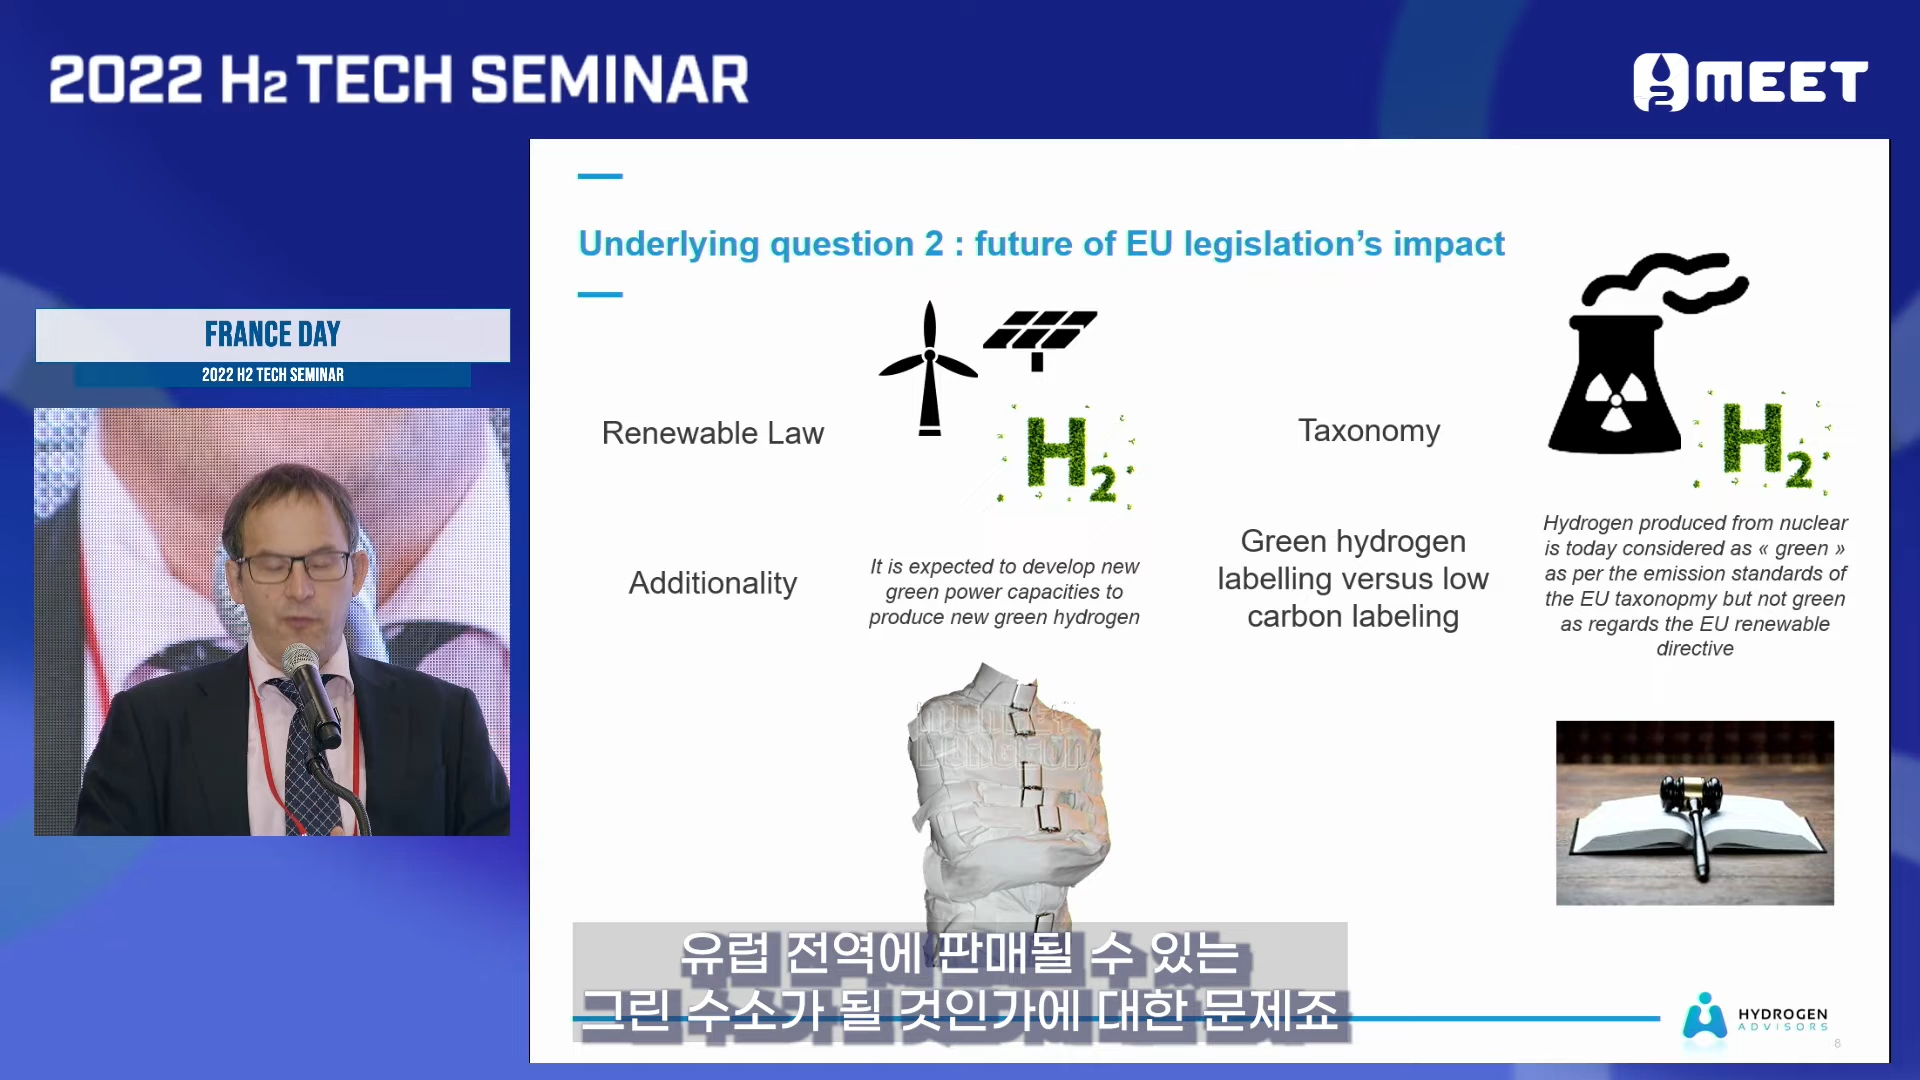 2022 H2 TECH SEMINAR
MEET
FRANCE DAY
2022 H2 TECH SEMINAR
Underlying question 2 : future of EU legislation’s impact
Renewable Law
H2
Taxonomy
H2
Additionality
It is expected to develop new
green power capacities to
produce new green hydrogen
Green hydrogen
labelling versus low
carbon labeling
Hydrogen produced from nuclear
is today considered as « green »
as per the emission standards of
the EU taxonopmy but not green
as regards the EU renewable
directive
유럽 전역에 판매될 수 있는
그린 수소가 될 것인가에 대한 문제죠
HYDROGEN
ADVISORS
8